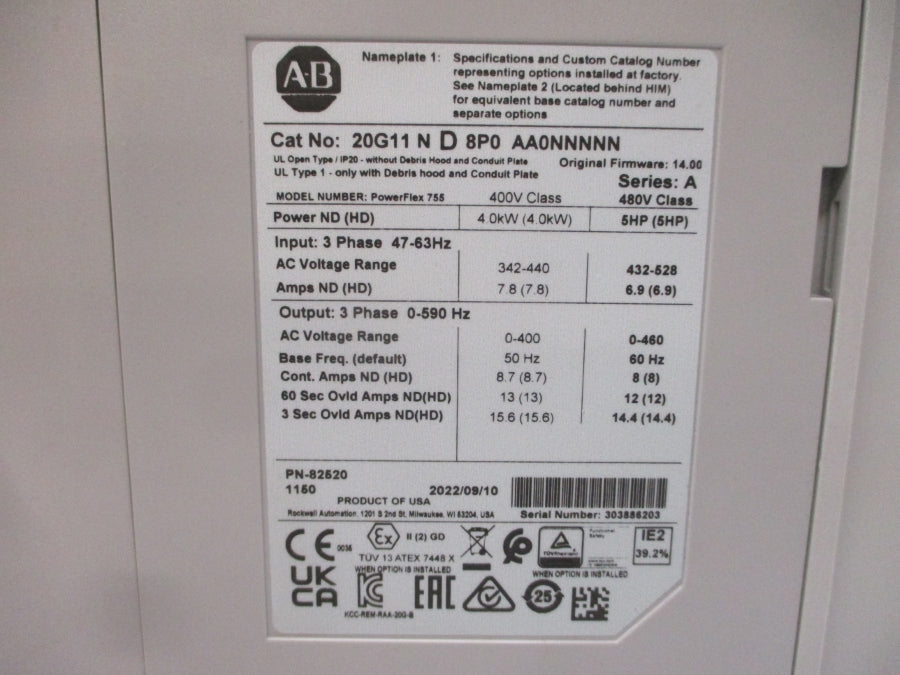 A-B
Nameplate 1: Specifications and Custom Catalog Number
representing options installed at factory.
See Nameplate 2 (Located behind HIM)
for equivalent base catalog number and
separate options
Cat No: 20G11 N D 8P0 AA0NNNNN
UL Open Type / IP20 - without Debris Hood and Conduit Plate
Original Firmware: 14.00
UL Type 1 - only with Debris hood and Conduit Plate
Series: A
MODEL NUMBER: PowerFlex 755 400V Class 480V Class
Power ND (HD) 4.0kW (4.0kW) 5HP (5HP)
Input: 3 Phase 47-63Hz
AC Voltage Range 342-440 432-528
Amps ND (HD) 7.8 (7.8) 6.9 (6.9)
Output: 3 Phase 0-590 Hz
AC Voltage Range 0-400 0-460
Base Freq. (default) 50 Hz 60 Hz
Cont. Amps ND (HD) 8.7 (8.7) 8 (8)
60 Sec Ovld Amps ND(HD) 13 (13) 12 (12)
3 Sec Ovld Amps ND(HD) 15.6 (15.6) 14.4 (14.4)
PN-82520
1150 2022/09/10
PRODUCT OF USA
Rockwell Automation, 1201 S 2nd St, Milwaukee, WI 53204, USA
Serial Number: 303886203
CE 0035 Ex II (2) GD
TÜV 13 ATEX 7448 X
WHEN OPTION IS INSTALLED
TÜVRheinland
Functional
Safety
IE2
39.2%
WHEN OPTION IS INSTALLED
UK
CA
EAC
25
KCC-REM-RAA-20G-B